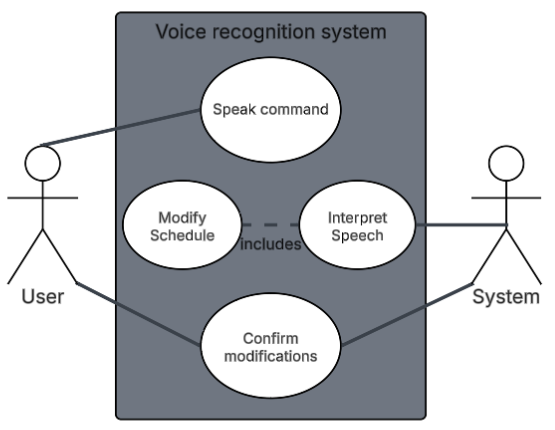 Voice recognition system
Speak command
Modify
Schedule
includes
Interpret
Speech
User
System
Confirm
modifications